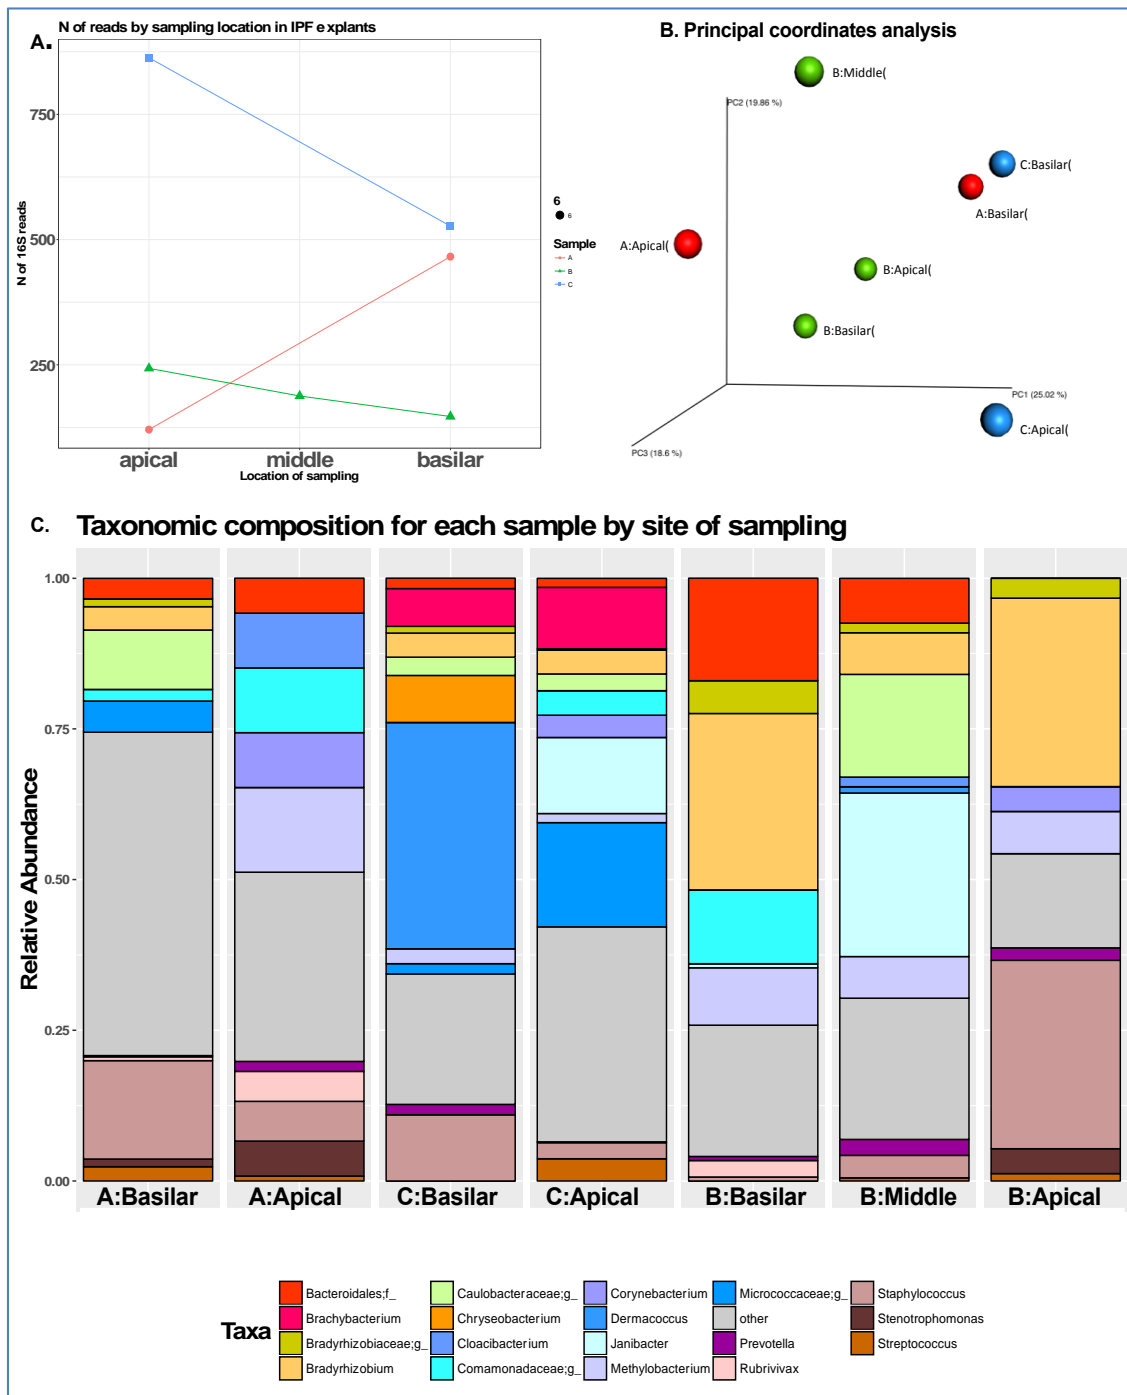 N of reads by sampling location in IPF explants
A.
750
500
250
N of 16S reads
apical
middle
basilar
Location of sampling
6
6
Sample
A
B
C
B. Principal coordinates analysis
B:Middle(
PC2 (19.86 %)
C:Basilar(
A:Basilar(
A:Apical(
B:Apical(
B:Basilar(
PC1 (25.02 %)
C:Apical(
PC3 (18.6 %)
C. Taxonomic composition for each sample by site of sampling
1.00
0.75
0.50
0.25
0.00
Relative Abundance
A:Basilar
A:Apical
C:Basilar
C:Apical
B:Basilar
B:Middle
B:Apical
Taxa
Bacteroidales;f_
Brachybacterium
Bradyrhizobiaceae;g_
Bradyrhizobium
Caulobacteraceae;g_
Chryseobacterium
Cloacibacterium
Comamonadaceae;g_
Corynebacterium
Dermacoccus
Janibacter
Methylobacterium
Micrococcaceae;g_
other
Prevotella
Rubrivivax
Staphylococcus
Stenotrophomonas
Streptococcus